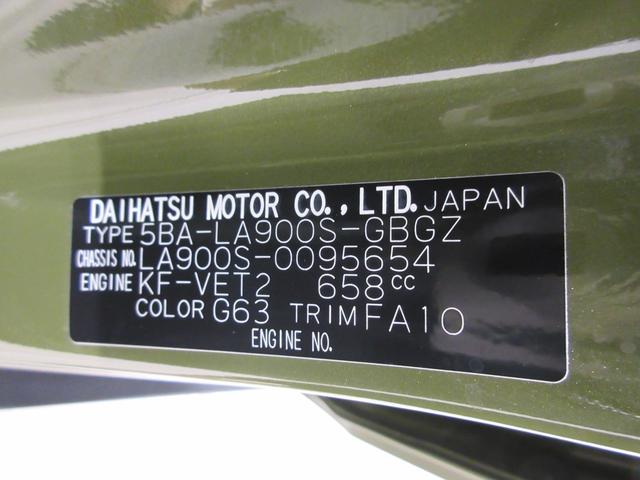 DAIHATSU MOTOR CO., LTD. JAPAN
TYPE 5BA-LA900S-GBGZ
CHASSIS NO. LA900S-0095654
ENGINE KF-VET2 658cc
COLOR G63 TRIM FA10
ENGINE NO.